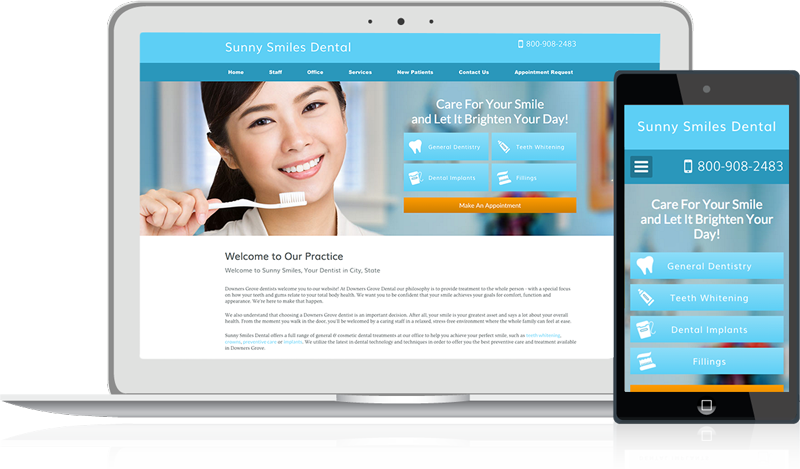 Sunny Smiles Dental
800-908-2483
Home Staff Office Services New Patients Contact Us Appointment Request
Care For Your Smile
and Let It Brighten Your Day!
General Dentistry
Teeth Whitening
Dental Implants
Fillings
Make An Appointment
Welcome to Our Practice
Welcome to Sunny Smiles, Your Dentist in City, State
Downers Grove dentists welcome you to our website! At Downers Grove Dental our philosophy is to provide treatment to the whole person - with a special focus
on how your teeth and gums relate to your total body health. We want you to be confident that your smile achieves your goals for comfort, function and
appearance. We're here to make that happen.
We also understand that choosing a Downers Grove dentist is an important decision. After all, your smile is your greatest asset and says a lot about your overall
health. From the moment you walk in the door, you'll be welcomed by a caring staff in a relaxed, stress-free environment where the whole family can feel at ease.
Sunny Smiles Dental offers a full range of general & cosmetic dental treatments at our office to help you achieve your perfect smile, such as teeth whitening,
crowns, preventive care or implants. We utilize the latest in dental technology and techniques in order to offer you the best preventive care and treatment available
in Downers Grove.
Sunny Smiles Dental
800-908-2483
Care For Your Smile
and Let It Brighten Your
Day!
General Dentistry
Teeth Whitening
Dental Implants
Fillings